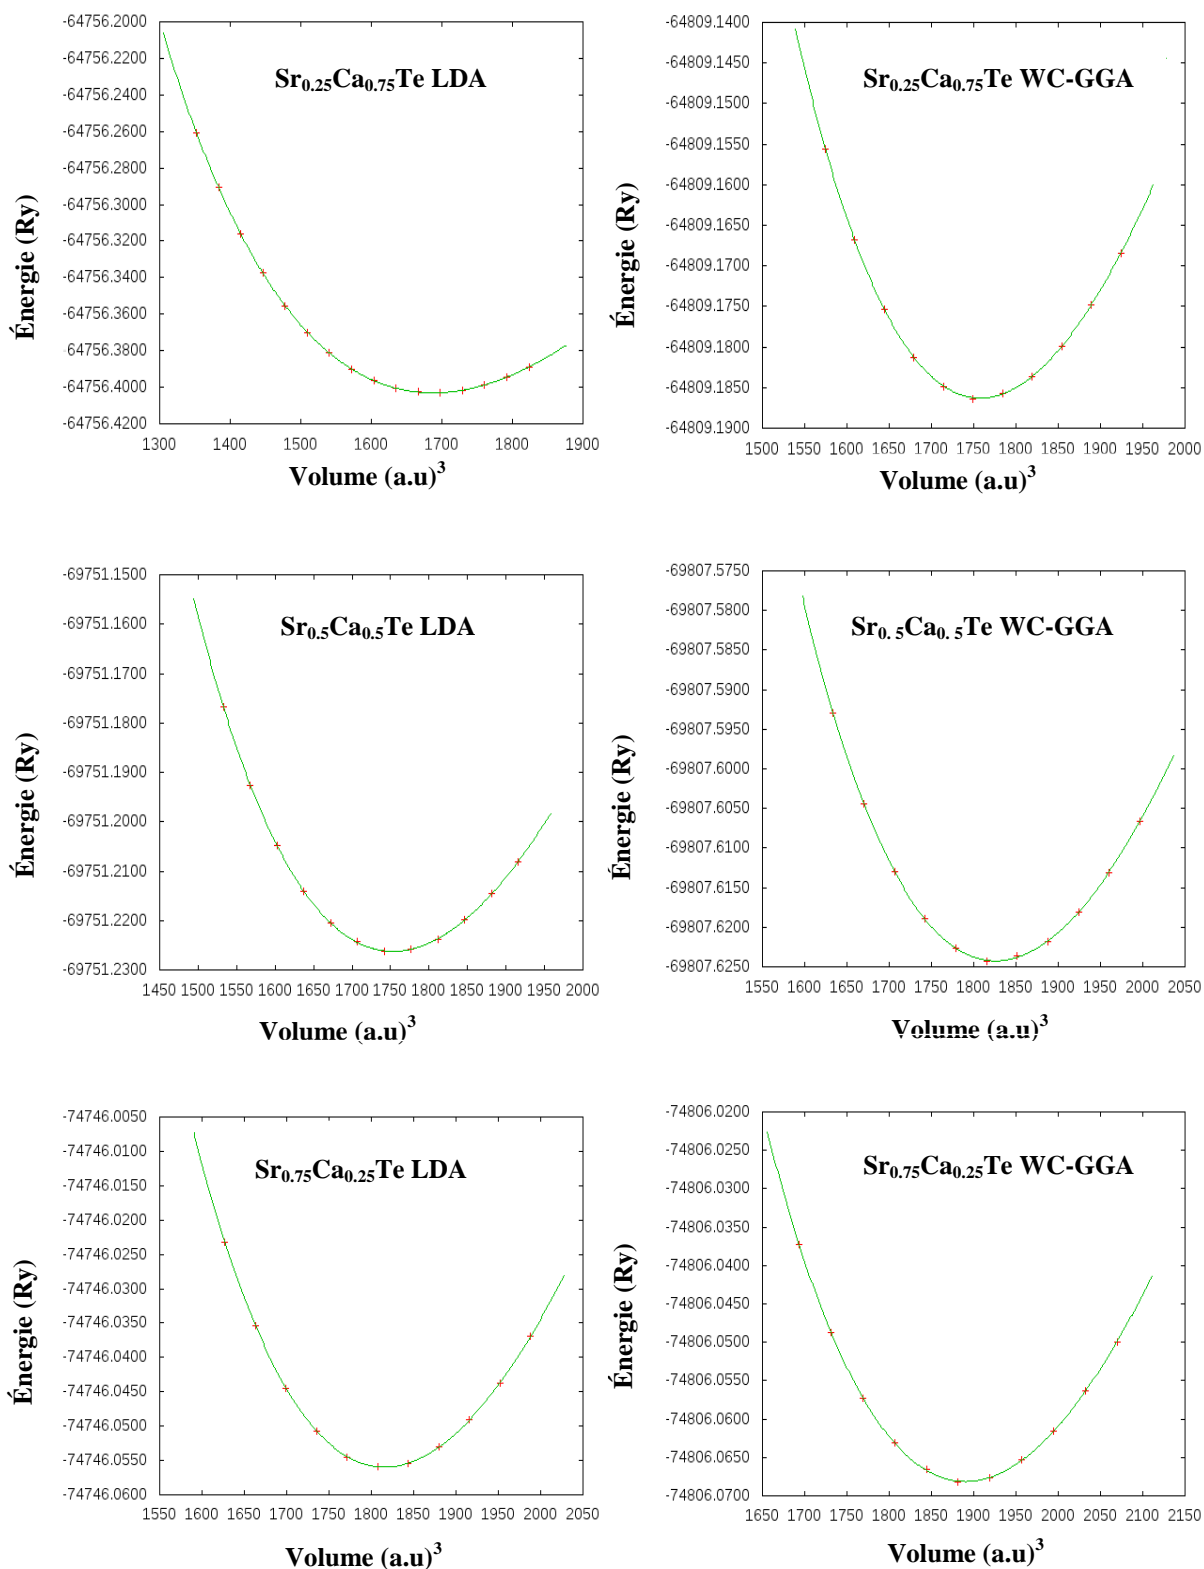 Sr0.25Ca0.75Te LDA
Énergie (Ry)
-64756.2000
-64756.2200
-64756.2400
-64756.2600
-64756.2800
-64756.3000
-64756.3200
-64756.3400
-64756.3600
-64756.3800
-64756.4000
-64756.4200
1300 1400 1500 1600 1700 1800 1900
Volume (a.u)3
Sr0.25Ca0.75Te WC-GGA
Énergie (Ry)
-64809.1400
-64809.1450
-64809.1500
-64809.1550
-64809.1600
-64809.1650
-64809.1700
-64809.1750
-64809.1800
-64809.1850
-64809.1900
1500 1550 1600 1650 1700 1750 1800 1850 1900 1950 2000
Volume (a.u)3
Sr0.5Ca0.5Te LDA
Énergie (Ry)
-69751.1500
-69751.1600
-69751.1700
-69751.1800
-69751.1900
-69751.2000
-69751.2100
-69751.2200
-69751.2300
1450 1500 1550 1600 1650 1700 1750 1800 1850 1900 1950 2000
Volume (a.u)3
Sr0. 5Ca0. 5Te WC-GGA
Énergie (Ry)
-69807.5750
-69807.5800
-69807.5850
-69807.5900
-69807.5950
-69807.6000
-69807.6050
-69807.6100
-69807.6150
-69807.6200
-69807.6250
1550 1600 1650 1700 1750 1800 1850 1900 1950 2000 2050
Volume (a.u)3
Sr0.75Ca0.25Te LDA
Énergie (Ry)
-74746.0050
-74746.0100
-74746.0150
-74746.0200
-74746.0250
-74746.0300
-74746.0350
-74746.0400
-74746.0450
-74746.0500
-74746.0550
-74746.0600
1550 1600 1650 1700 1750 1800 1850 1900 1950 2000 2050
Volume (a.u)3
Sr0.75Ca0.25Te WC-GGA
Énergie (Ry)
-74806.0200
-74806.0250
-74806.0300
-74806.0350
-74806.0400
-74806.0450
-74806.0500
-74806.0550
-74806.0600
-74806.0650
-74806.0700
1650 1700 1750 1800 1850 1900 1950 2000 2050 2100 2150
Volume (a.u)3